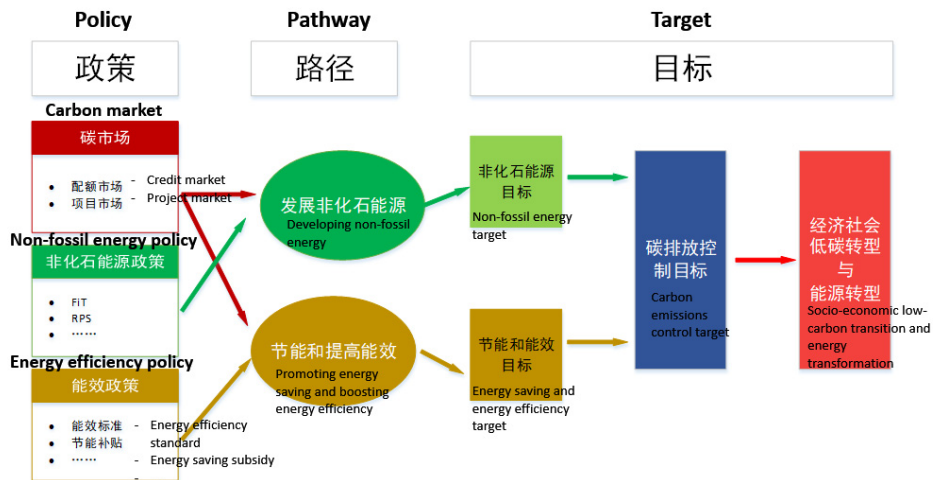 Policy
Pathway
Target
政策
路径
目标
Carbon market
碳市场
• 配额市场
• 项目市场
- Credit market
- Project market
Non-fossil energy policy
非化石能源政策
• FiT
• RPS
• ……
Energy efficiency policy
能效政策
• 能效标准
• 节能补贴
• ……
- Energy efficiency
standard
- Energy saving subsidy
-
发展非化石能源
Developing non-fossil
energy
节能和提高能效
Promoting energy
saving and boosting
energy efficiency
非化石能源
目标
Non-fossil energy
target
节能和能效
目标
Energy saving and
energy efficiency
target
碳排放控
制目标
Carbon
emissions
control target
经济社会
低碳转型
与
能源转型
Socio-economic low-
carbon transition and
energy
transformation